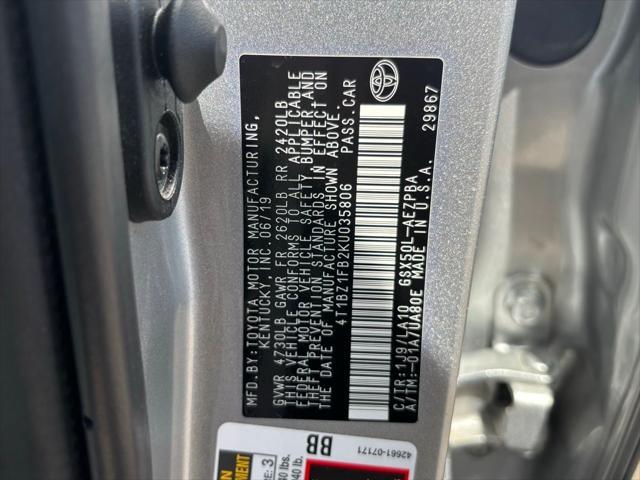 MFD.BY:TOYOTA MOTOR MANUFACTURING,
KENTUCKY, INC. 06/19
GVWR 4730LB GAWR FR 2620LB RR 2420LB
THIS VEHICLE CONFORMS TO ALL APPLICABLE
FEDERAL MOTOR VEHICLE SAFETY, BUMPER, AND
THEFT PREVENTION STANDARDS IN EFFECT ON
THE DATE OF MANUFACTURE SHOWN ABOVE.
4T1BZ1FB2KU035806 PASS.CAR
C/TR:1J9/LA10 GSX50L-AEZPBA
A/TM:-01A/UA80E MADE IN U.S.A. 29867
BB
42661-07171